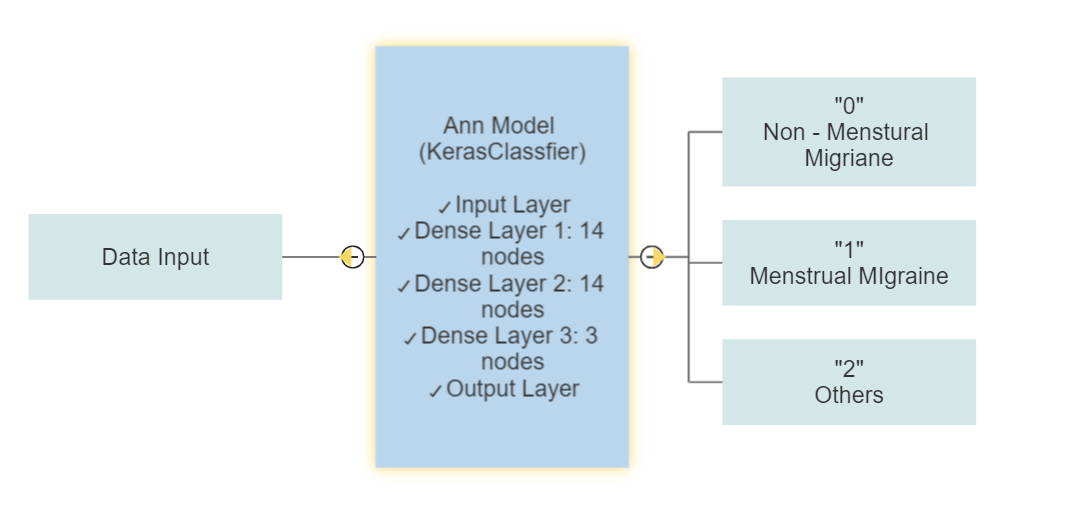 Data Input
Ann Model
(KerasClassfier)
✓Input Layer
✓Dense Layer 1: 14
nodes
✓Dense Layer 2: 14
nodes
✓Dense Layer 3: 3
nodes
✓Output Layer
"0"
Non - Menstural
Migriane
"1"
Menstrual MIgraine
"2"
Others